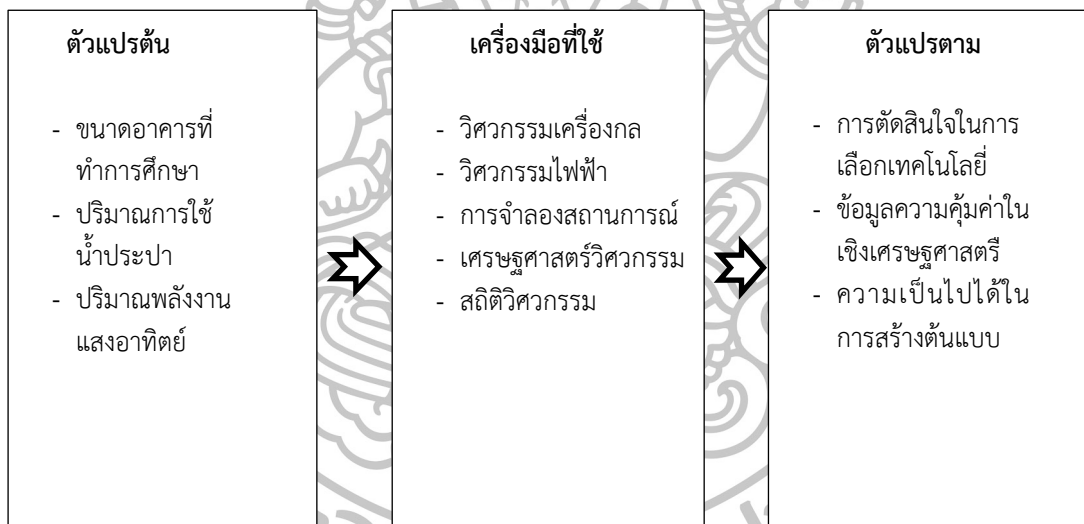 ตัวแปรต้น
- ขนาดอาคารที่
ทำการศึกษา
- ปริมาณการใช้
น้ำประปา
- ปริมาณพลังงาน
แสงอาทิตย์
เครื่องมือที่ใช้
- วิศวกรรมเครื่องกล
- วิศวกรรมไฟฟ้า
- การจำลองสถานการณ์
- เศรษฐศาสตร์วิศวกรรม
- สถิติวิศวกรรม
ตัวแปรตาม
- การตัดสินใจในการ
เลือกเทคโนโลยี่
- ข้อมูลความคุ้มค่าใน
เชิงเศรษฐศาสตรื
- ความเป็นไปได้ใน
การสร้างต้นแบบ